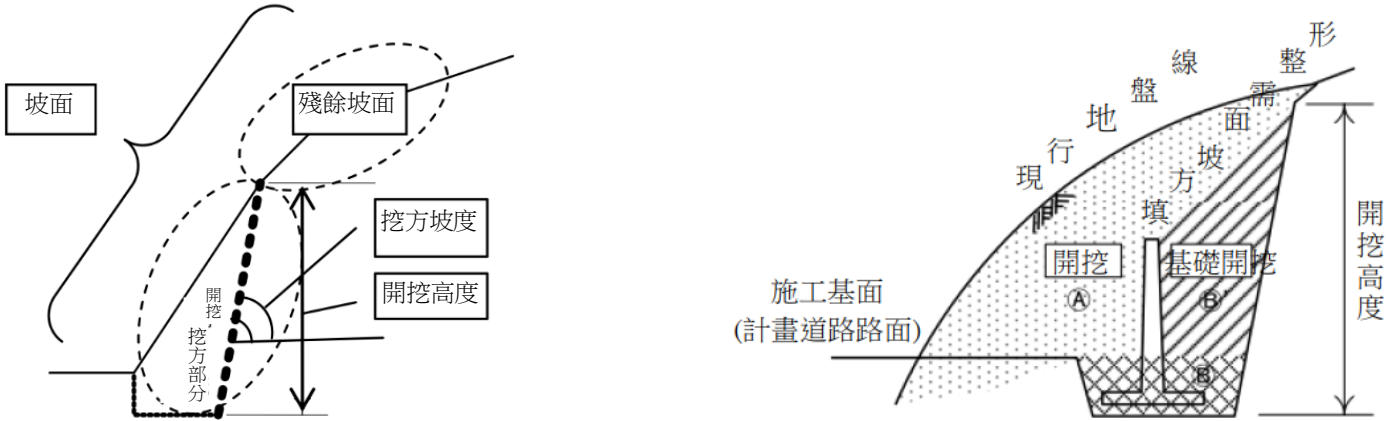 坡面
殘餘坡面
挖方坡度
開挖高度
開挖，
挖方部分
現行地盤線
填方坡面需整形
開挖
Ⓐ
基礎開挖
Ⓑ'
Ⓑ
施工基面
(計畫道路路面)
開挖高度